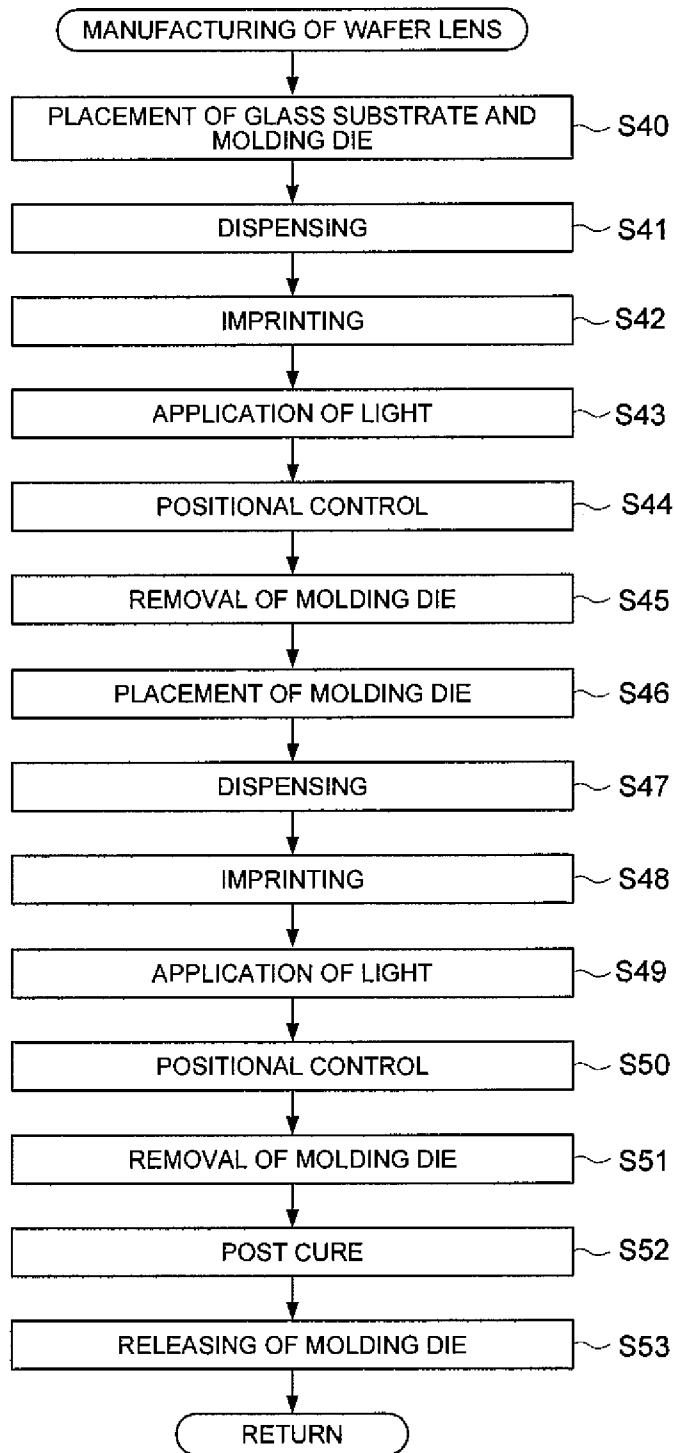 MANUFACTURING OF WAFER LENS
PLACEMENT OF GLASS SUBSTRATE AND
MOLDING DIE
S40
DISPENSING
S41
IMPRINTING
S42
APPLICATION OF LIGHT
S43
POSITIONAL CONTROL
S44
REMOVAL OF MOLDING DIE
S45
PLACEMENT OF MOLDING DIE
S46
DISPENSING
S47
IMPRINTING
S48
APPLICATION OF LIGHT
S49
POSITIONAL CONTROL
S50
REMOVAL OF MOLDING DIE
S51
POST CURE
S52
RELEASING OF MOLDING DIE
S53
RETURN